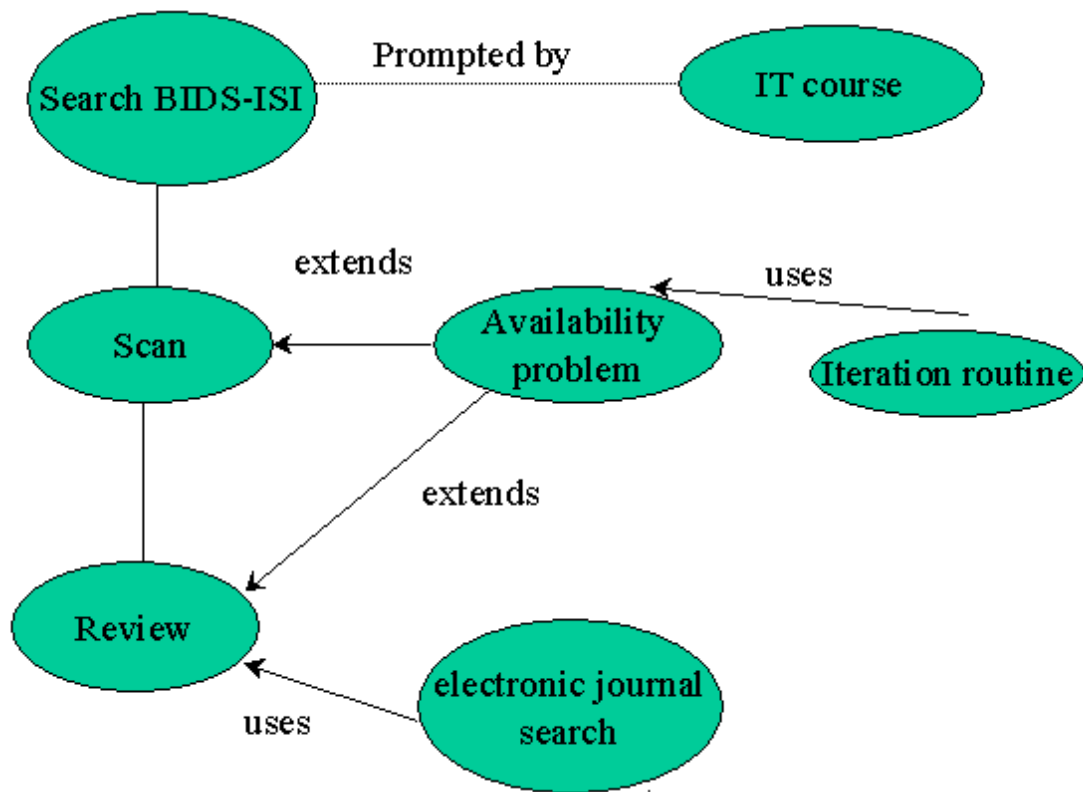 Prompted by
Search BIDS-ISI
IT course
extends
uses
Scan
Availability
problem
Iteration routine
extends
Review
electronic journal
search
uses